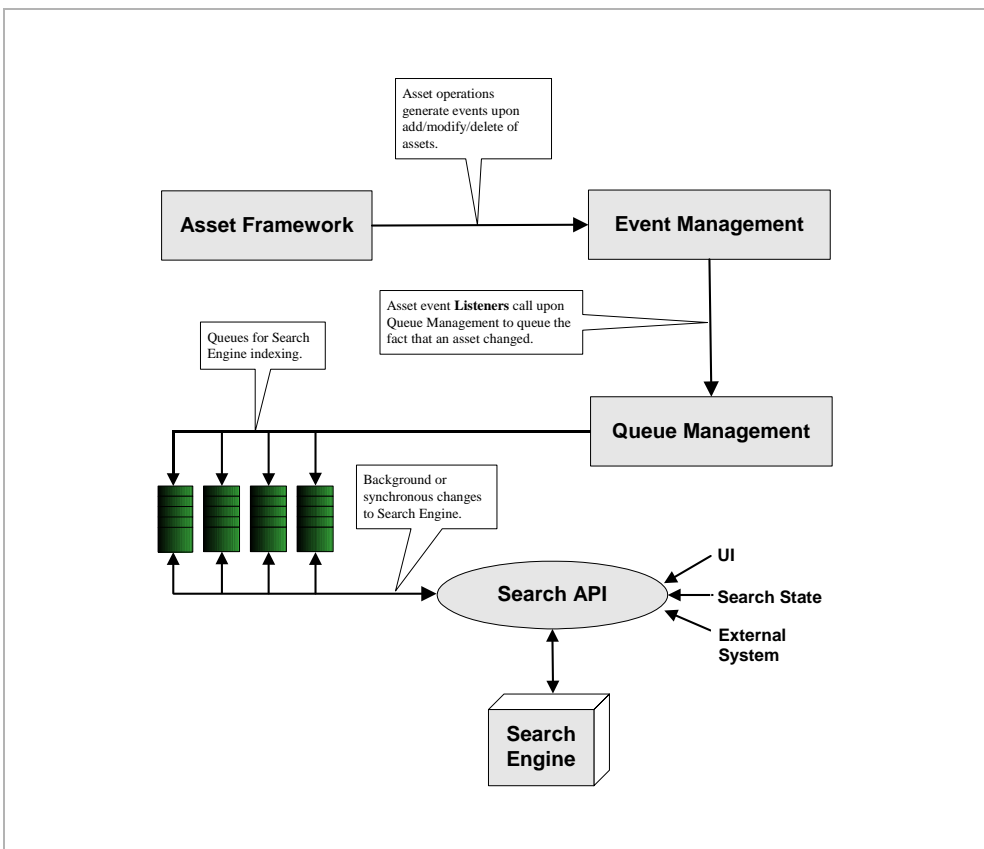 Asset operations
generate events upon
add/modify/delete of
assets.
Asset Framework
Event Management
Asset event Listeners call upon
Queue Management to queue the
fact that an asset changed.
Queues for Search
Engine indexing.
Queue Management
Background or
synchronous changes
to Search Engine.
UI
Search API
Search State
External
System
Search
Engine